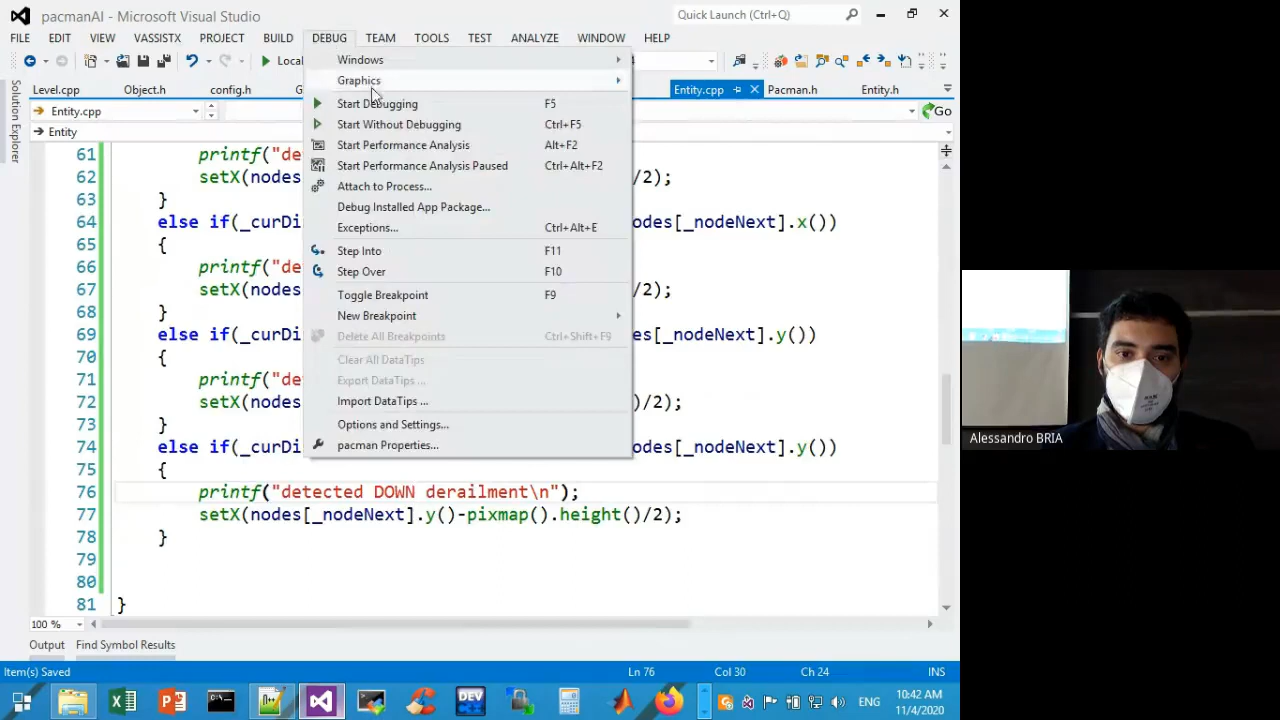 pacmanAI - Microsoft Visual Studio
Quick Launch (Ctrl+Q)
FILE EDIT VIEW VASSISTX PROJECT BUILD DEBUG TEAM TOOLS TEST ANALYZE WINDOW HELP
Local
Level.cpp Object.h config.h Entity.cpp Pacman.h Entity.h
Entity.cpp
Go
Entity
Solution Explorer
Windows
Graphics
Start Debugging F5
Start Without Debugging Ctrl+F5
Start Performance Analysis Alt+F2
Start Performance Analysis Paused Ctrl+Alt+F2
Attach to Process...
Debug Installed App Package...
Exceptions... Ctrl+Alt+E
Step Into F11
Step Over F10
Toggle Breakpoint F9
New Breakpoint
Delete All Breakpoints Ctrl+Shift+F9
Clear All DataTips
Export DataTips ...
Import DataTips ...
Options and Settings...
pacman Properties...
61 printf("de
62 setX(nodes /2);
63 }
64 else if(_curDi odes[_nodeNext].x())
65 {
66 printf("de
67 setX(nodes /2);
68 }
69 else if(_curDi des[_nodeNext].y())
70 {
71 printf("de
72 setX(nodes )/2);
73 }
74 else if(_curDi odes[_nodeNext].y())
75 {
76 printf("detected DOWN derailment\n");
77 setX(nodes[_nodeNext].y()-pixmap().height()/2);
78 }
79
80
81 }
100 %
Output Find Symbol Results
Item(s) Saved Ln 76 Col 30 Ch 24 INS
DEV
ENG
10:42 AM
11/4/2020
Alessandro BRIA